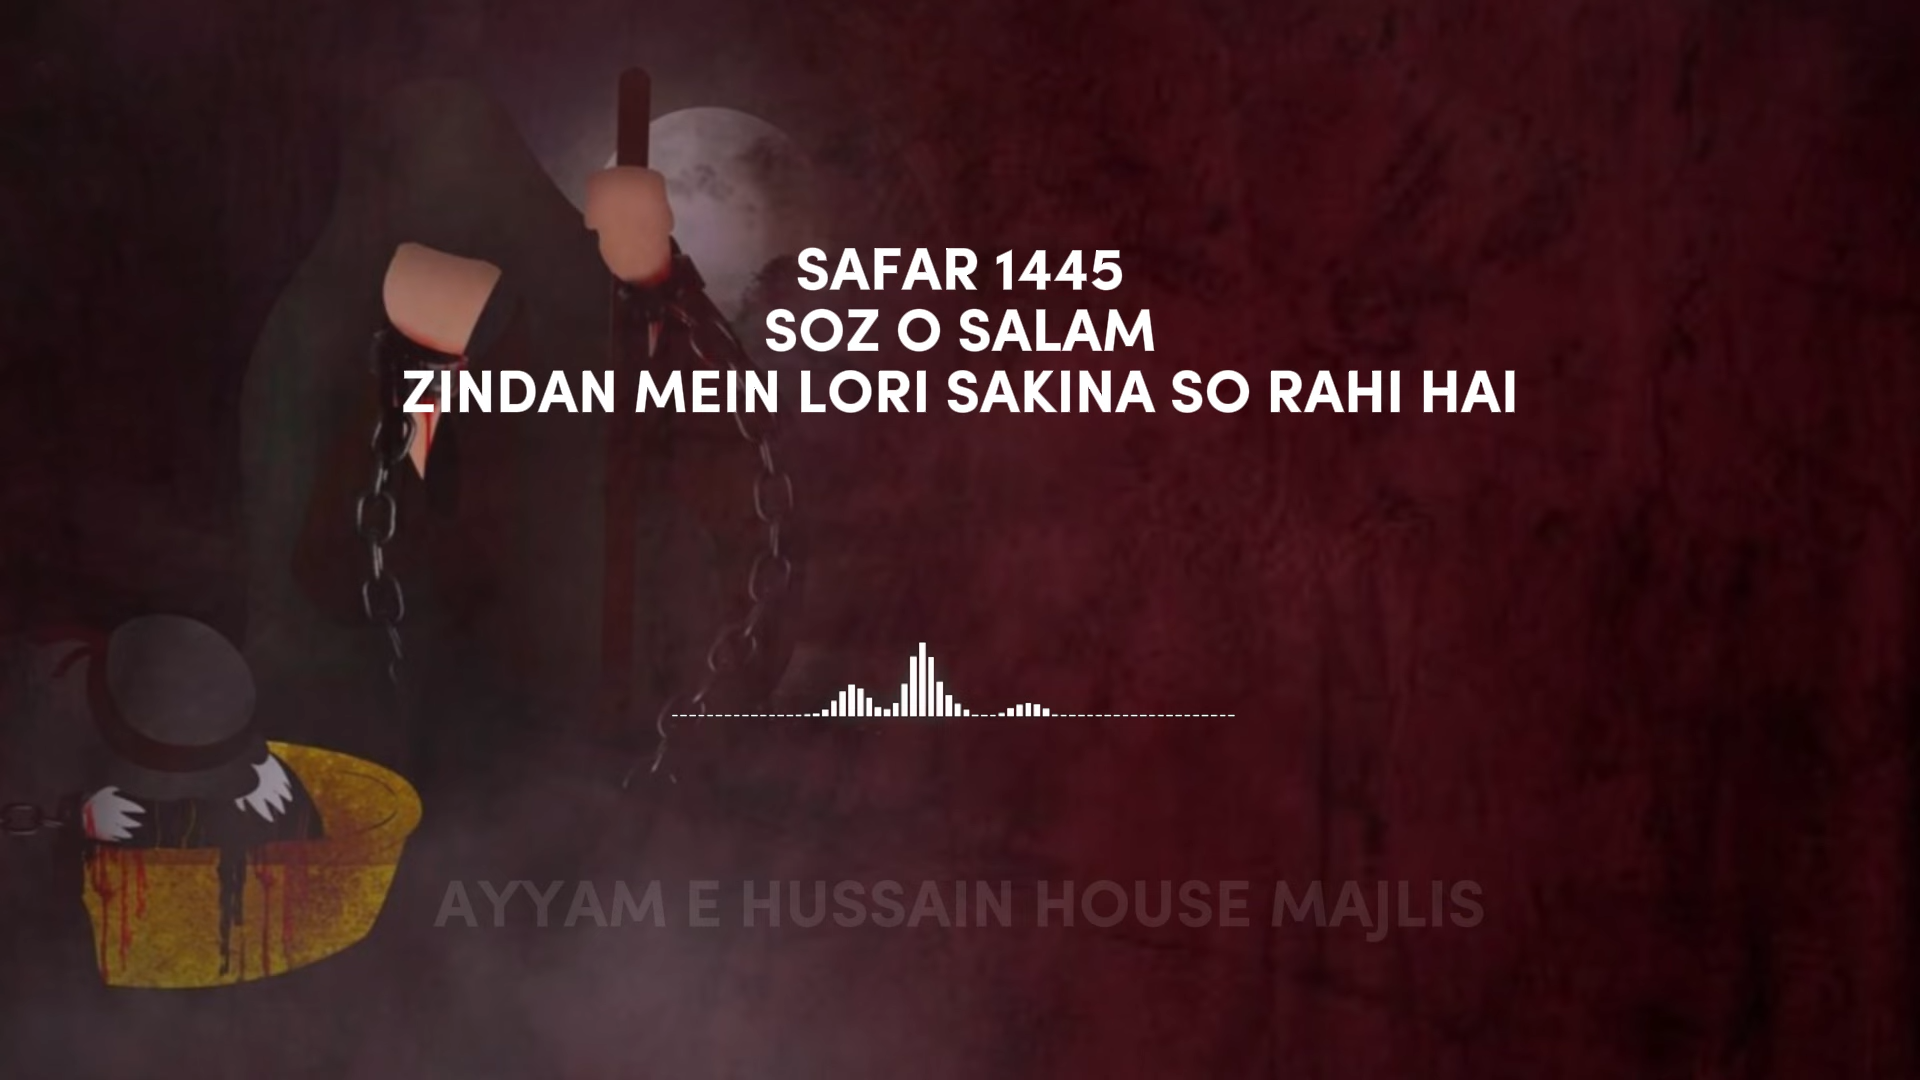 SAFAR 1445
SOZ O SALAM
ZINDAN MEIN LORI SAKINA SO RAHI HAI
AYYAM E HUSSAIN HOUSE MAJLIS